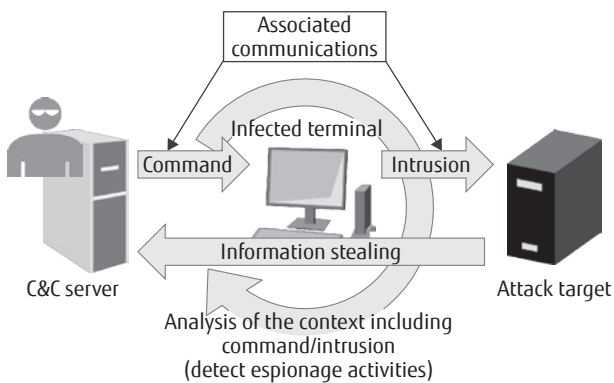 Associated
communications
Infected terminal
Command
Intrusion
Information stealing
C&C server
Attack target
Analysis of the context including
command/intrusion
(detect espionage activities)